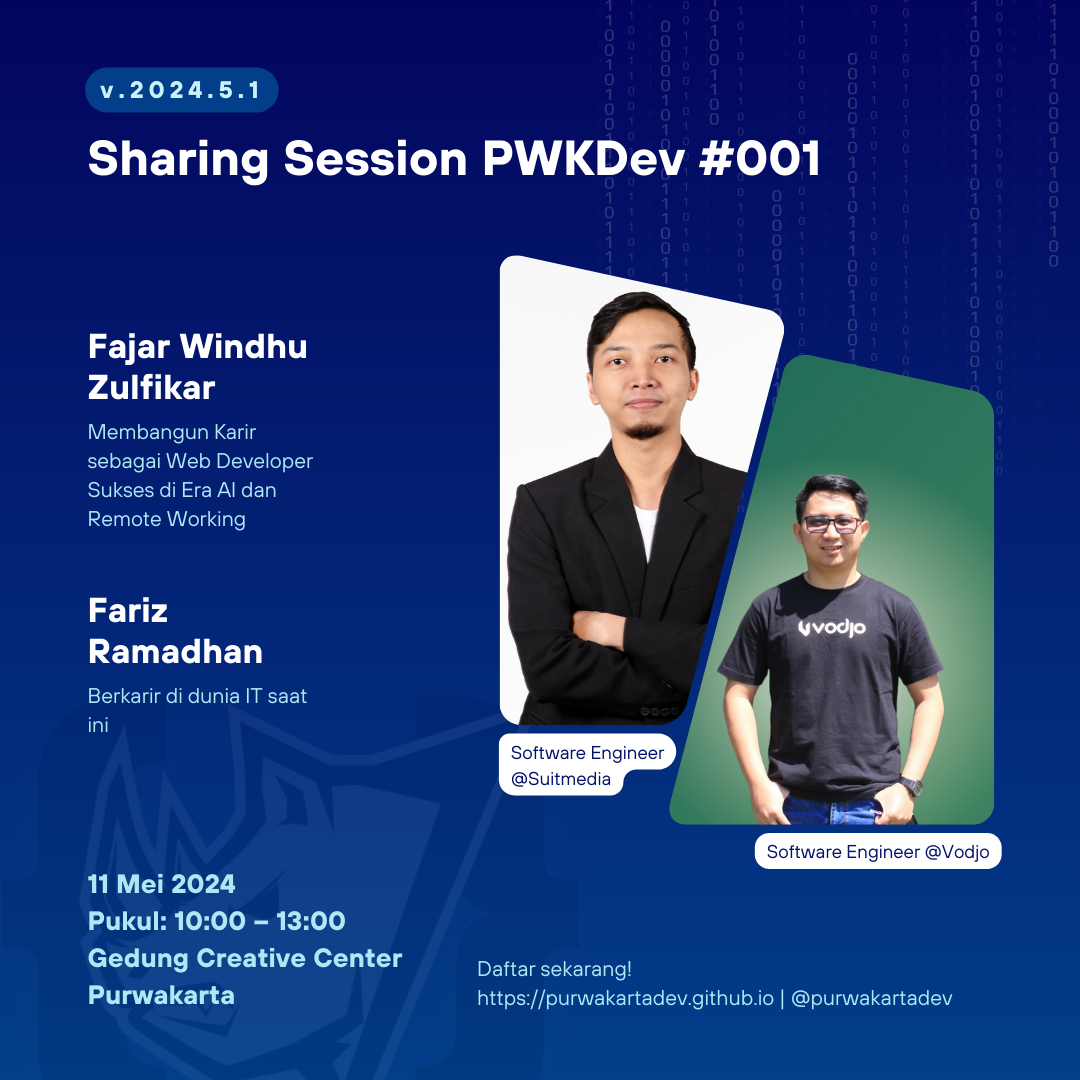 v.2024.5.1
Sharing Session PWKDev #001
Fajar Windhu
Zulfikar
Membangun Karir
sebagai Web Developer
Sukses di Era AI dan
Remote Working
Fariz
Ramadhan
Berkarir di dunia IT saat
ini
vodjo
Software Engineer
@Suitmedia
Software Engineer @Vodjo
11 Mei 2024
Pukul: 10:00 – 13:00
Gedung Creative Center
Purwakarta
Daftar sekarang!
https://purwakartadev.github.io | @purwakartadev